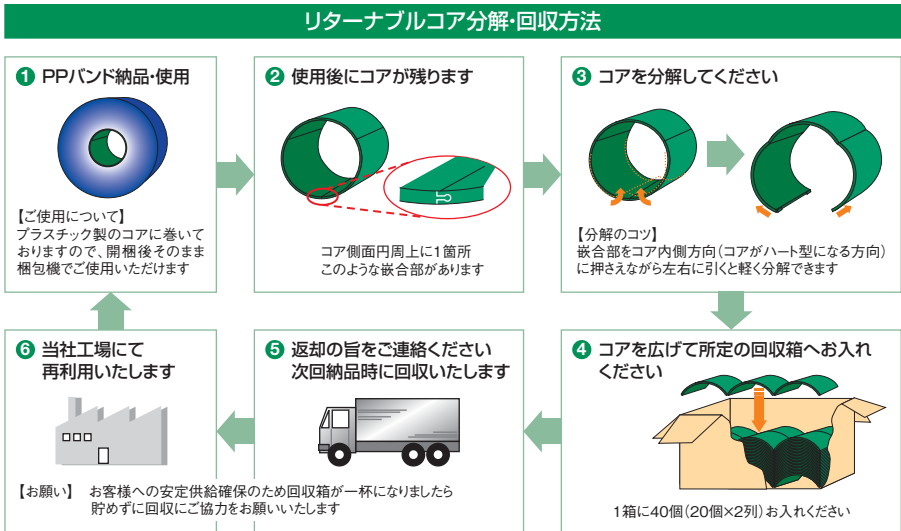 リターナブルコア分解・回収方法
1 PPバンド納品・使用
【ご使用について】
プラスチック製のコアに巻いて
おりますので、開梱後そのまま
梱包機でご使用いただけます
2 使用後にコアが残ります
コア側面円周上に1箇所
このような嵌合部があります
3 コアを分解してください
【分解のコツ】
嵌合部をコア内側方向(コアがハート型になる方向)
に押さえながら左右に引くと軽く分解できます
4 コアを広げて所定の回収箱へお入れ
ください
1箱に40個(20個×2列)お入れください
5 返却の旨をご連絡ください
次回納品時に回収いたします
6 当社工場にて
再利用いたします
【お願い】 お客様への安定供給確保のため回収箱が一杯になりましたら
貯めずに回収にご協力をお願いいたします